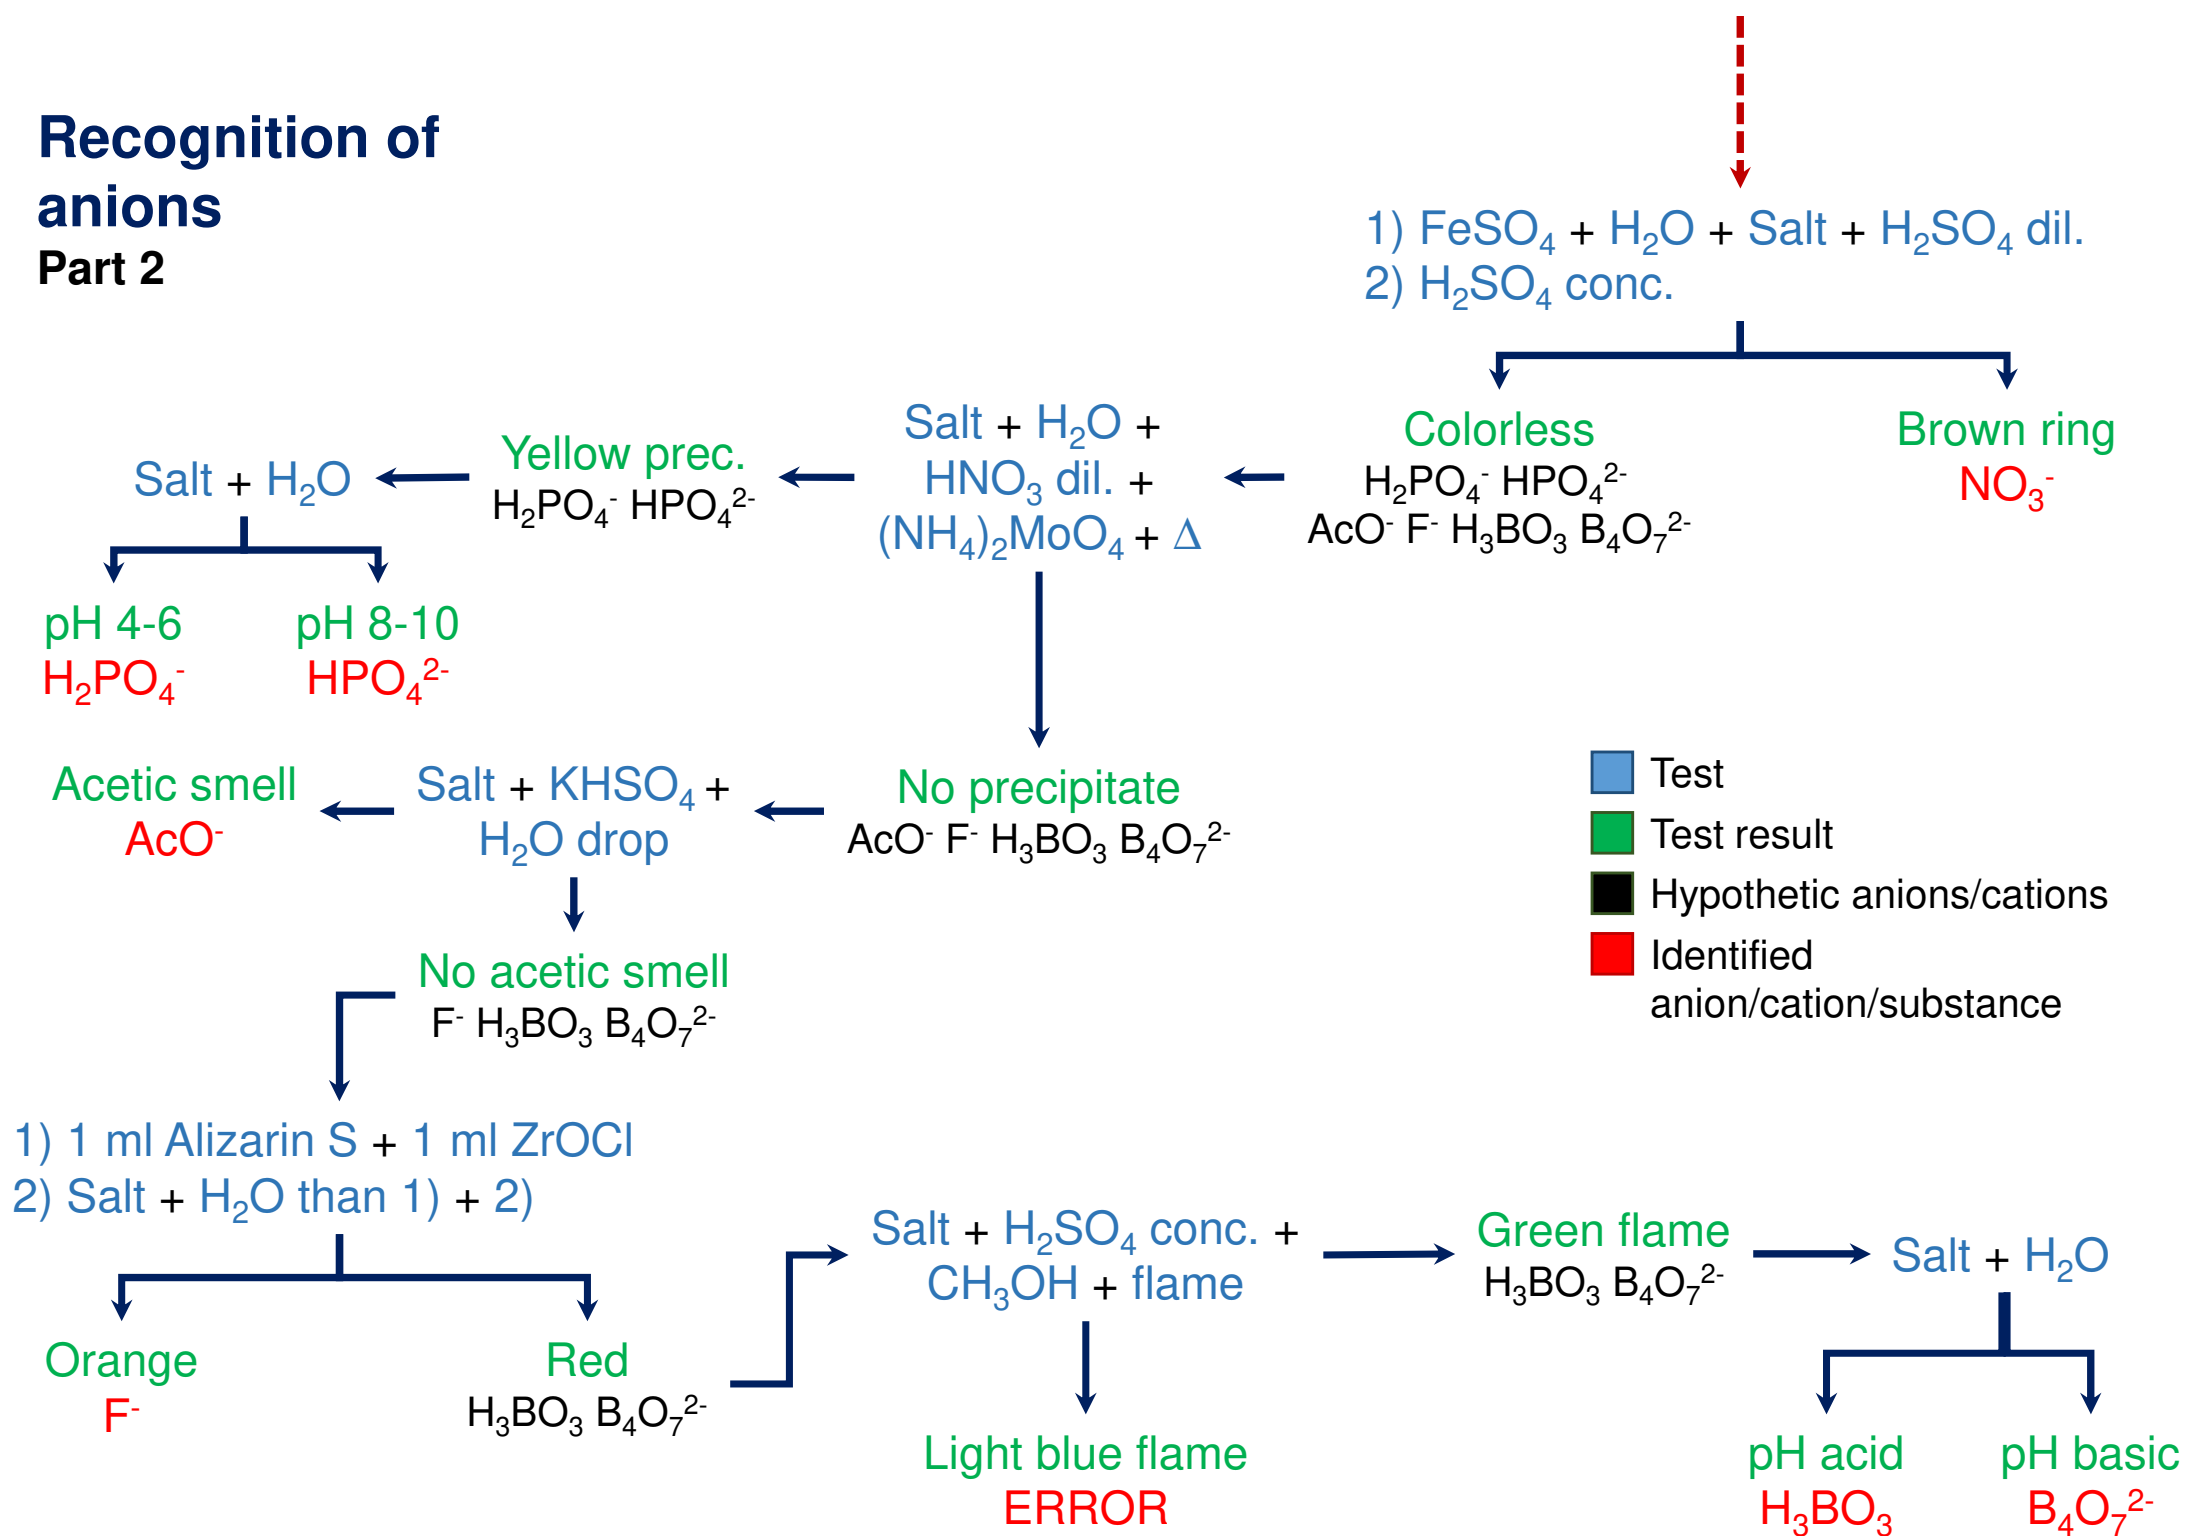 Recognition of
anions
Part 2
1) FeSO₄ + H₂O + Salt + H₂SO₄ dil.
2) H₂SO₄ conc.
Colorless
H₂PO₄⁻ HPO₄²⁻
AcO⁻ F⁻ H₃BO₃ B₄O₇²⁻
Brown ring
NO₃⁻
Salt + H₂O +
HNO₃ dil. +
(NH₄)₂MoO₄ + Δ
Yellow prec.
H₂PO₄⁻ HPO₄²⁻
Salt + H₂O
pH 4-6
H₂PO₄⁻
pH 8-10
HPO₄²⁻
No precipitate
AcO⁻ F⁻ H₃BO₃ B₄O₇²⁻
Salt + KHSO₄ +
H₂O drop
Acetic smell
AcO⁻
No acetic smell
F⁻ H₃BO₃ B₄O₇²⁻
1) 1 ml Alizarin S + 1 ml ZrOCl
2) Salt + H₂O than 1) + 2)
Orange
F⁻
Red
H₃BO₃ B₄O₇²⁻
Salt + H₂SO₄ conc. +
CH₃OH + flame
Light blue flame
ERROR
Green flame
H₃BO₃ B₄O₇²⁻
Salt + H₂O
pH acid
H₃BO₃
pH basic
B₄O₇²⁻
Test
Test result
Hypothetic anions/cations
Identified
anion/cation/substance